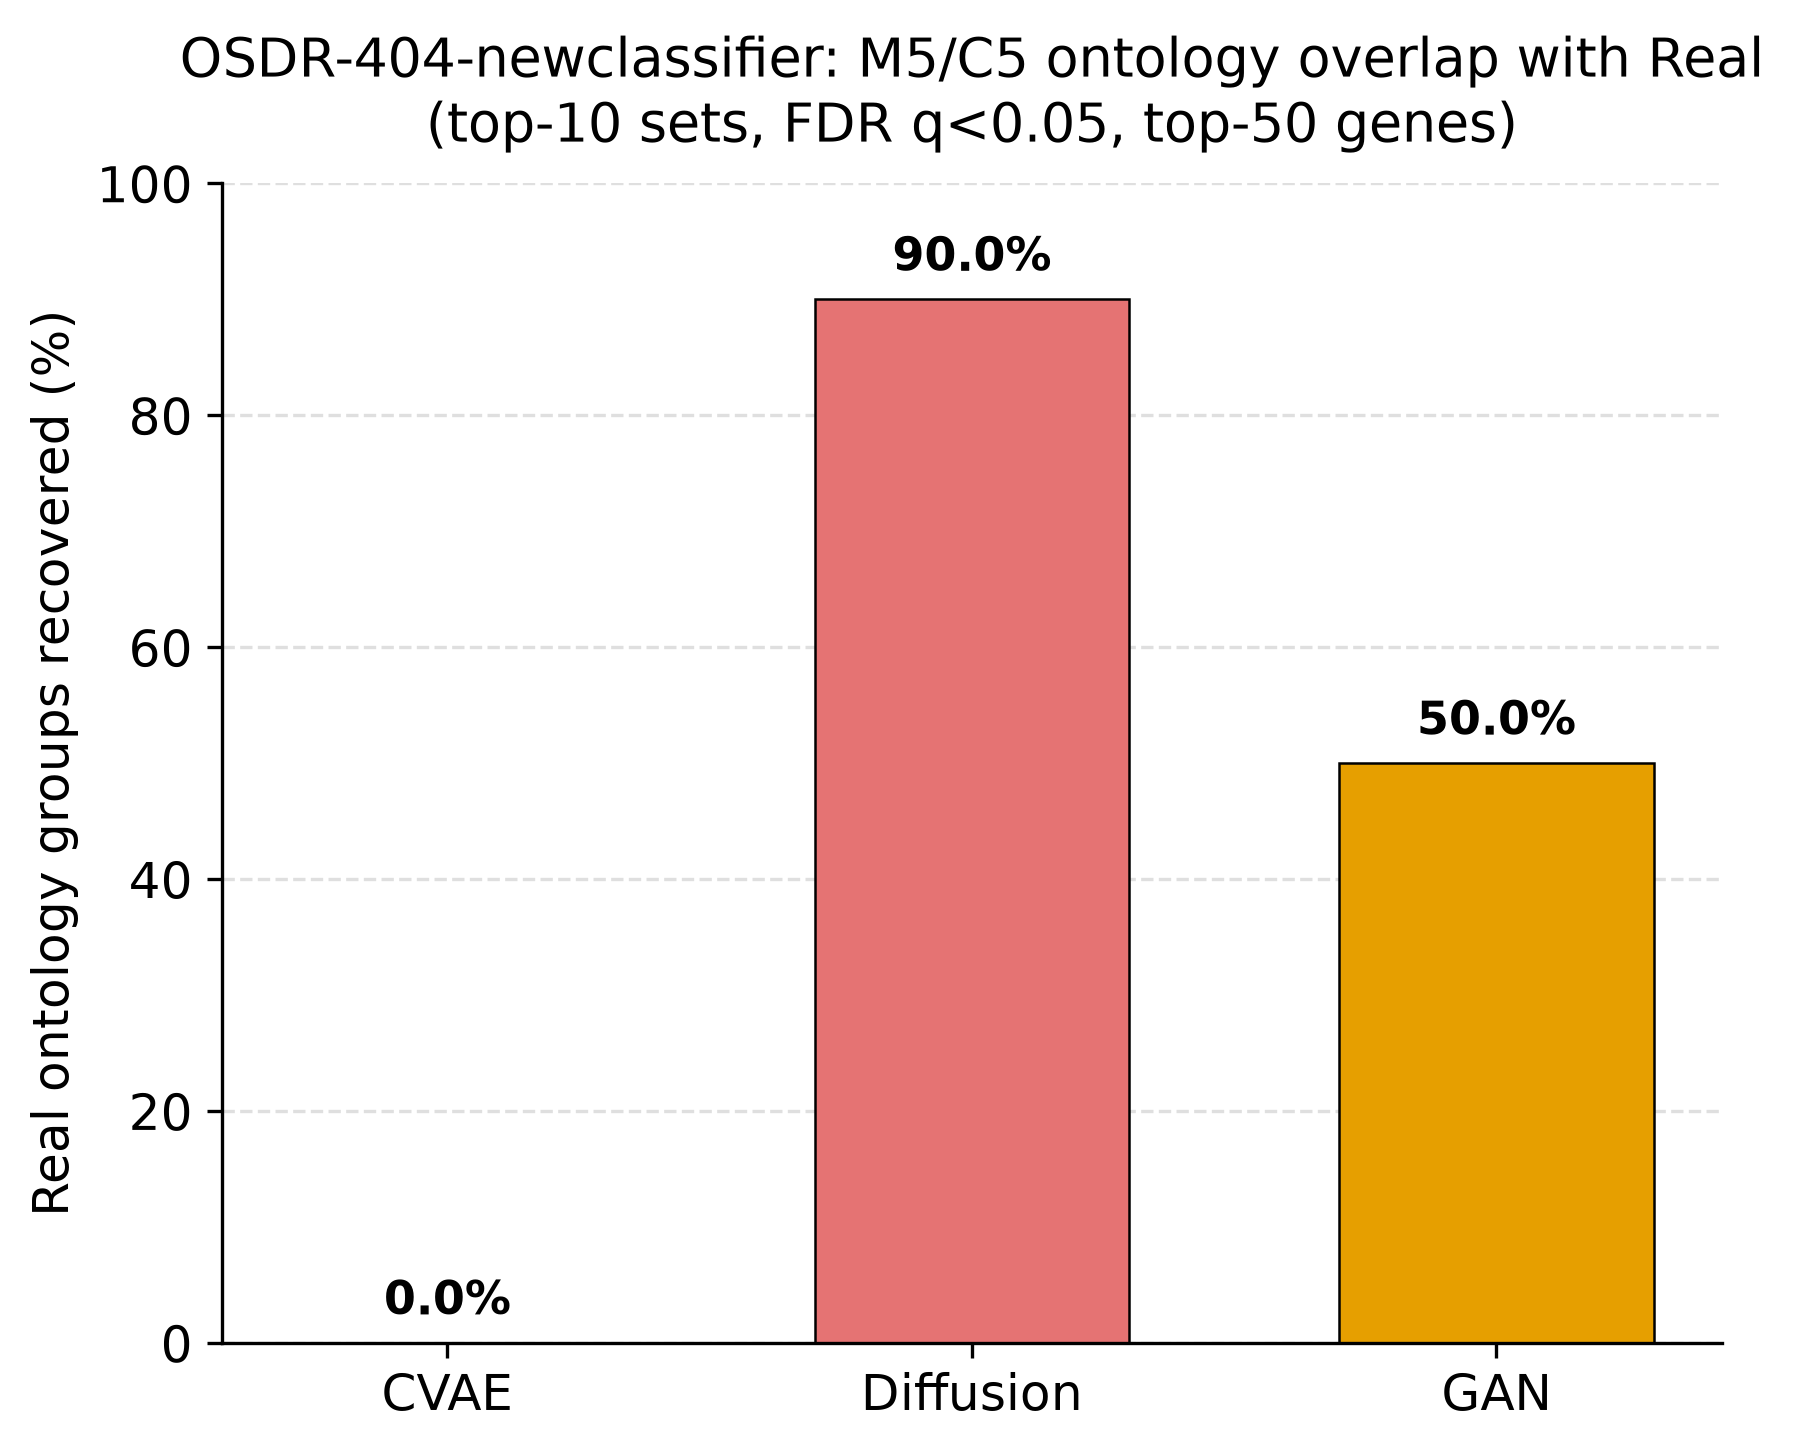 OSDR-404-newclassifier: M5/C5 ontology overlap with Real
(top-10 sets, FDR q<0.05, top-50 genes)
Real ontology groups recovered (%)
100
80
60
40
20
0
0.0%
90.0%
50.0%
CVAE
Diffusion
GAN